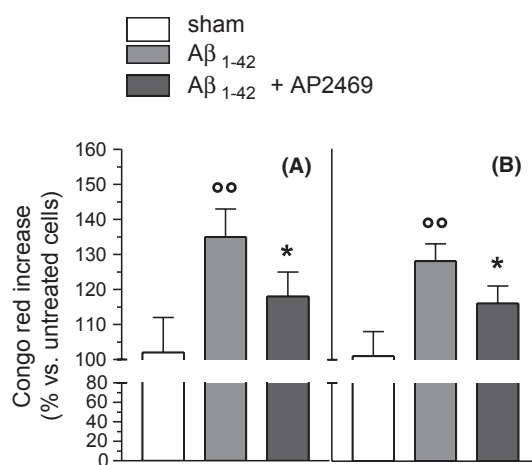 sham
Aβ 1-42
Aβ 1-42 + AP2469
Congo red increase
(% vs. untreated cells)
160
150
140
130
120
110
100
80
60
40
20
0
(A)
°°
*
(B)
°°
*